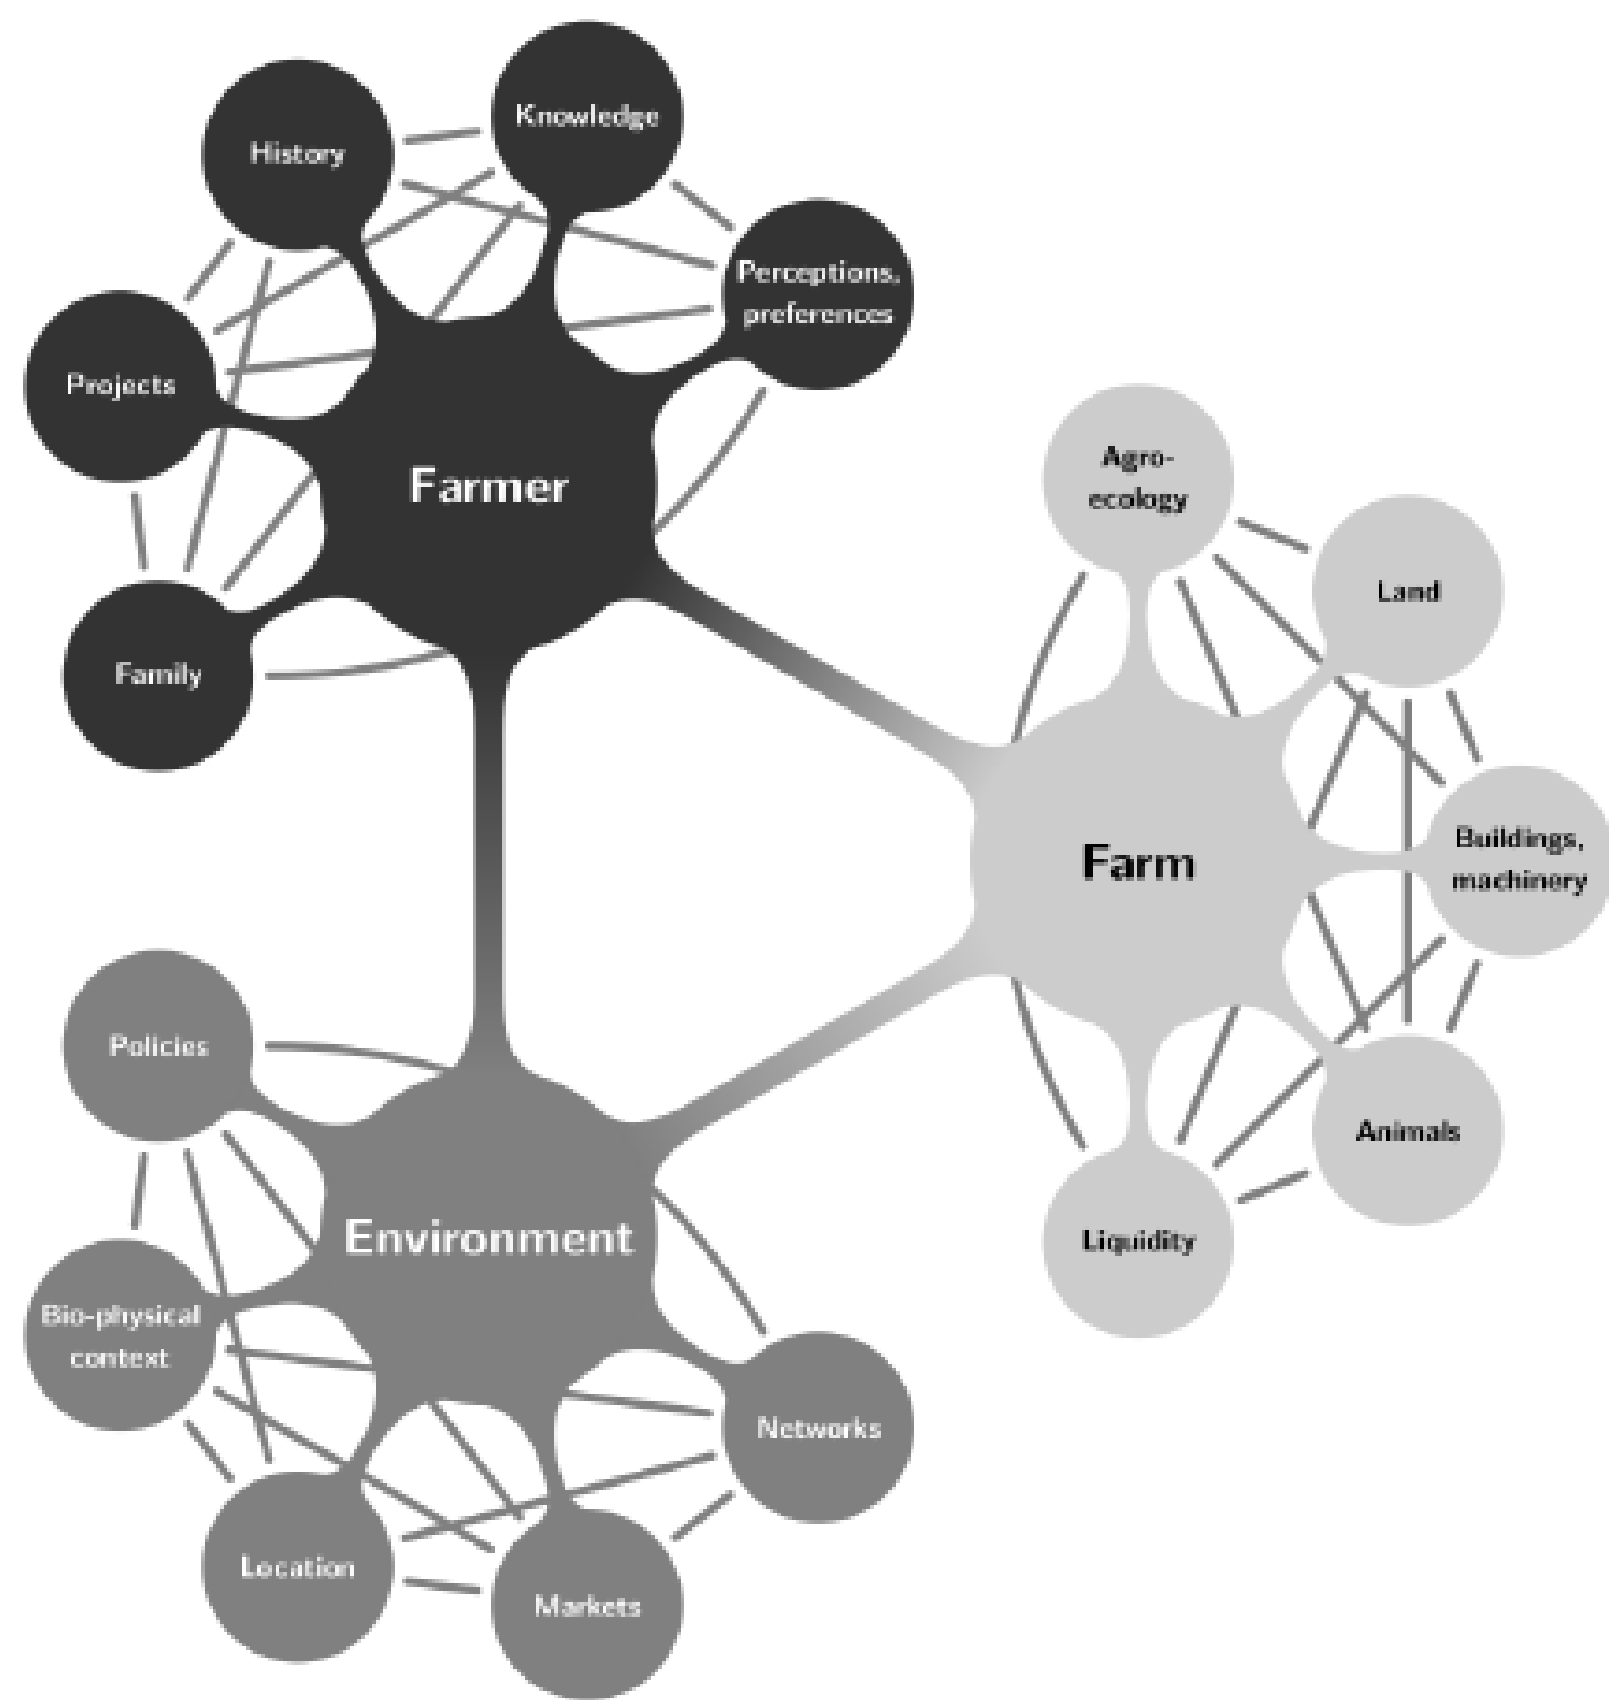 Knowledge
History
Perceptions,
preferences
Projects
Farmer
Family
Agro-
ecology
Land
Buildings,
machinery
Farm
Animals
Liquidity
Policies
Environment
Bio-physical
context
Networks
Location
Markets